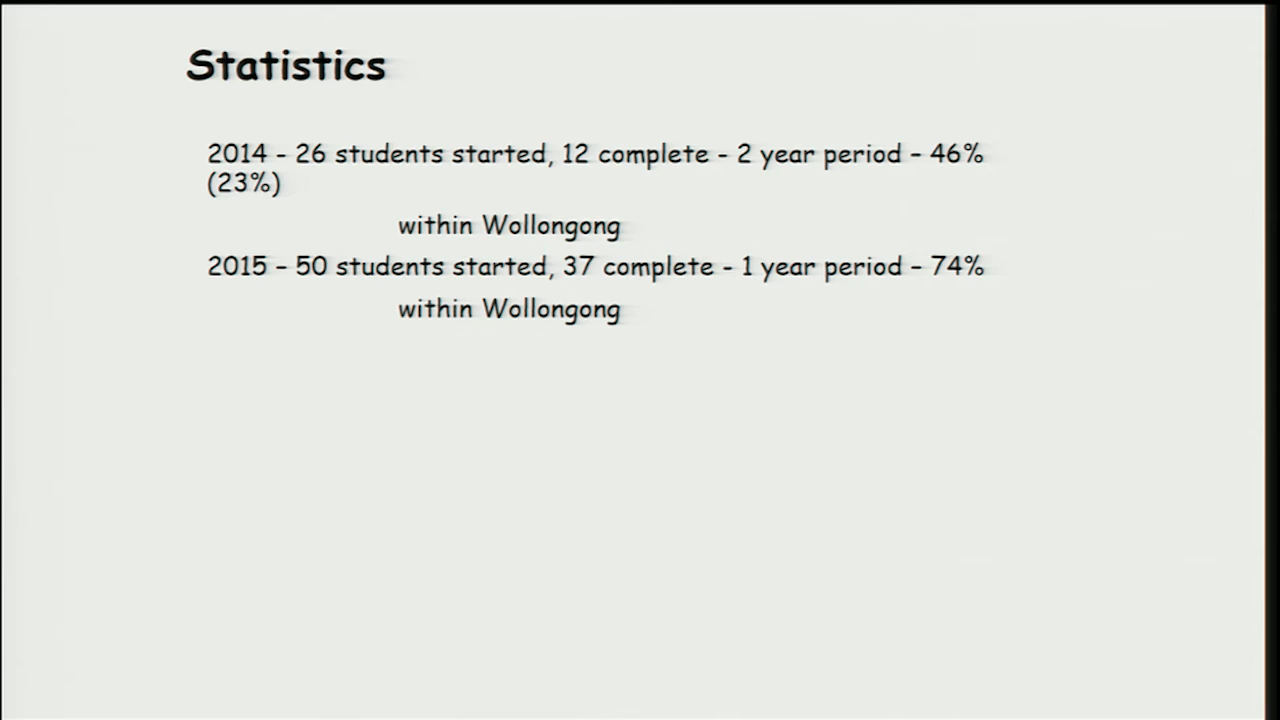 Statistics
2014 - 26 students started, 12 complete - 2 year period – 46%
(23%)
within Wollongong
2015 – 50 students started, 37 complete - 1 year period – 74%
within Wollongong